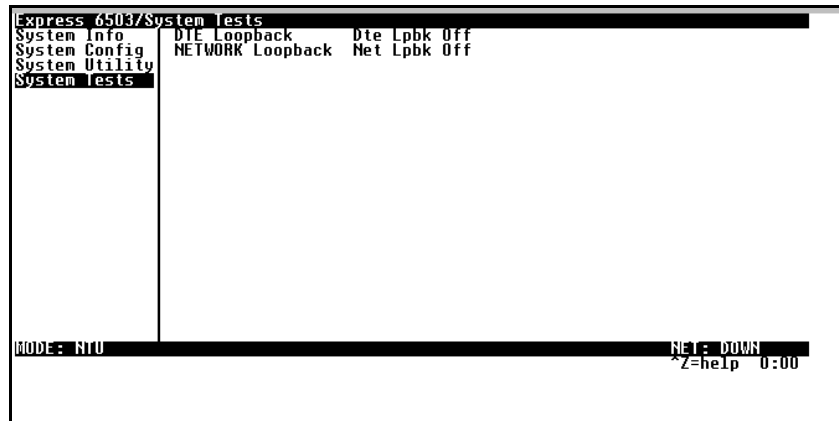 Express 6503/System Tests
System Info DTE Loopback Dte Lpbk Off
System Config NETWORK Loopback Net Lpbk Off
System Utility
System Tests
MODE: NTU NET: DOWN
^Z=help 0:00